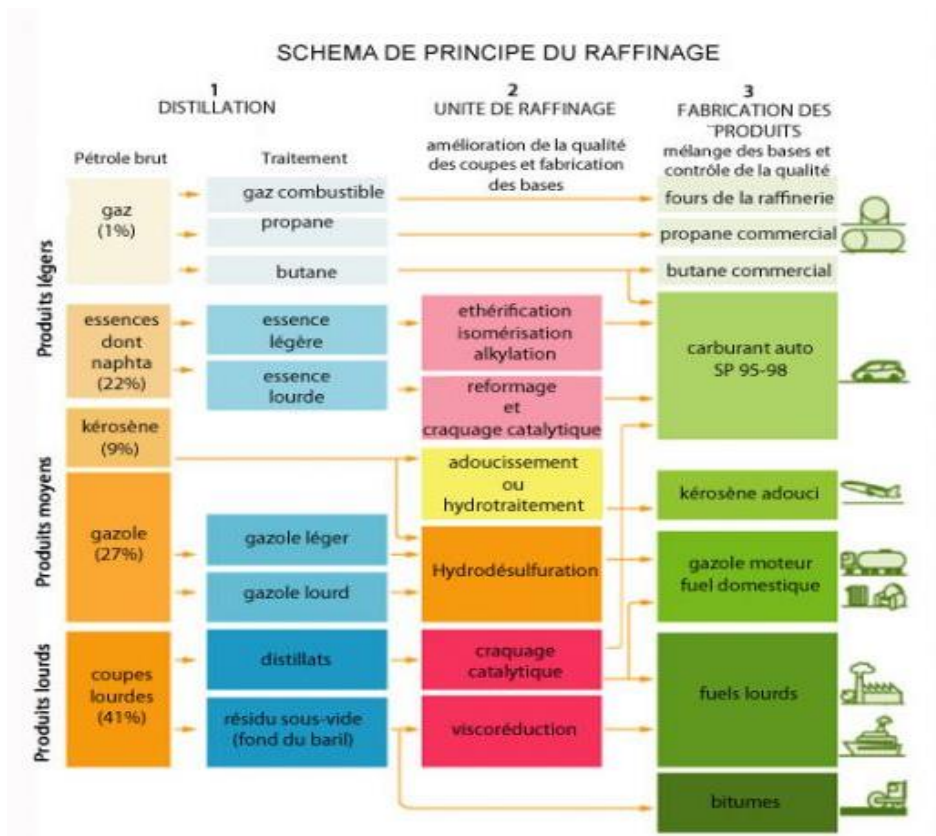 SCHEMA DE PRINCIPE DU RAFFINAGE
1
DISTILLATION
2
UNITE DE RAFFINAGE
amélioration de la qualité
des coupes et fabrication
des bases
3
FABRICATION DES
PRODUITS
mélange des bases et
contrôle de la qualité
Pétrole brut
Traitement
Produits légers
Produits moyens
Produits lourds
gaz
(1%)
essences
dont
naphta
(22%)
kérosène
(9%)
gazole
(27%)
coupes
lourdes
(41%)
gaz combustible
propane
butane
essence
légère
essence
lourde
gazole léger
gazole lourd
distillats
résidu sous-vide
(fond du baril)
ethérification
isomérisation
alkylation
reformage
et
craquage catalytique
adoucissement
ou
hydrotraitement
Hydrodésulfuration
craquage
catalytique
viscoréduction
fours de la raffinerie
propane commercial
butane commercial
carburant auto
SP 95-98
kérosène adouci
gazole moteur
fuel domestique
fuels lourds
bitumes